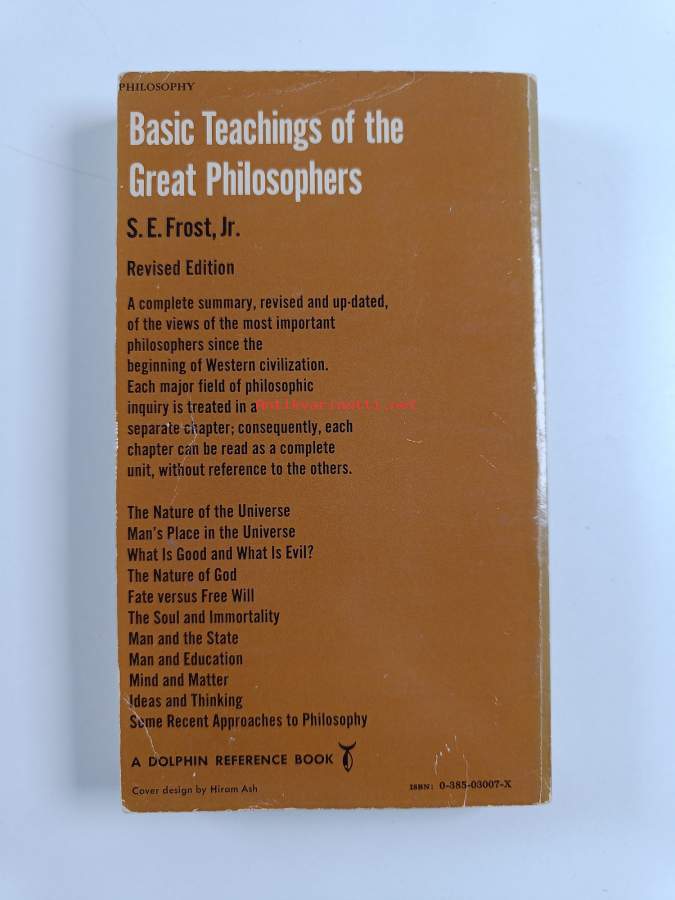 PHILOSOPHY
Basic Teachings of the
Great Philosophers
S. E. Frost, Jr.
Revised Edition
A complete summary, revised and up-dated,
of the views of the most important
philosophers since the
beginning of Western civilization.
Each major field of philosophic
inquiry is treated in a
Antikvariaatti.net
separate chapter; consequently, each
chapter can be read as a complete
unit, without reference to the others.
The Nature of the Universe
Man's Place in the Universe
What Is Good and What Is Evil?
The Nature of God
Fate versus Free Will
The Soul and Immortality
Man and the State
Man and Education
Mind and Matter
Ideas and Thinking
Some Recent Approaches to Philosophy
A DOLPHIN REFERENCE BOOK
Cover design by Hiram Ash
ISBN: 0-385-03007-X